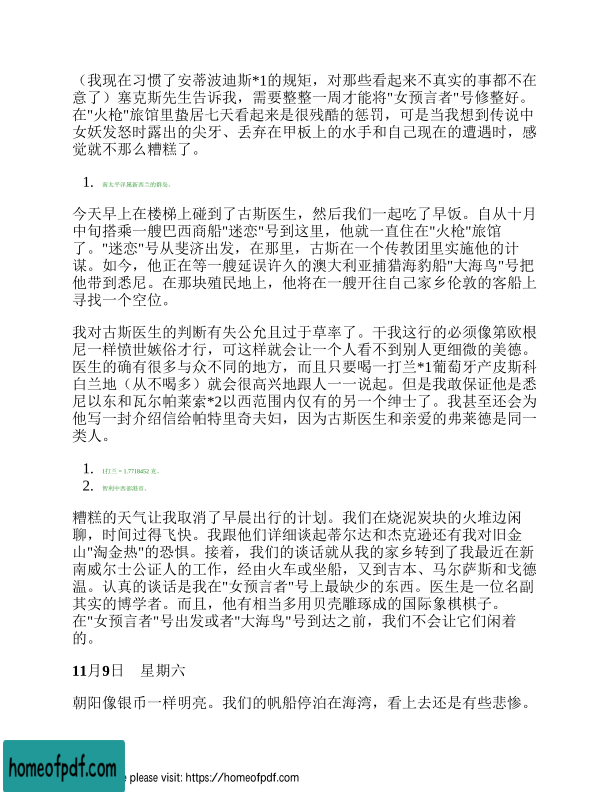 （我现在习惯了安蒂波迪斯*1的规矩，对那些看起来不真实的事都不在
意了）塞克斯先生告诉我，需要整整一周才能将"女预言者"号修整好。
在"火枪"旅馆里蛰居七天看起来是很残酷的惩罚，可是当我想到传说中
女妖发怒时露出的尖牙、丢弃在甲板上的水手和自己现在的遭遇时，感
觉就不那么糟糕了。
1. 南太平洋属新西兰的群岛。
今天早上在楼梯上碰到了古斯医生，然后我们一起吃了早饭。自从十月
中旬搭乘一艘巴西商船"迷恋"号到这里，他就一直住在"火枪"旅馆
了。"迷恋"号从斐济出发，在那里，古斯在一个传教团里实施他的计
谋。如今，他正在等一艘延误许久的澳大利亚捕猎海豹船"大海鸟"号把
他带到悉尼。在那块殖民地上，他将在一艘开往自己家乡伦敦的客船上
寻找一个空位。
我对古斯医生的判断有失公允且过于草率了。干我这行的必须像第欧根
尼一样愤世嫉俗才行，可这样就会让一个人看不到别人更细微的美德。
医生的确有很多与众不同的地方，而且只要喝一打兰*1葡萄牙产皮斯科
白兰地（从不喝多）就会很高兴地跟人一一说起。但是我敢保证他是悉
尼以东和瓦尔帕莱索*2以西范围内仅有的另一个绅士了。我甚至还会为
他写一封介绍信给帕特里奇夫妇，因为古斯医生和亲爱的弗莱德是同一
类人。
1. 1打兰 = 1.7718452 克。
2. 智利中西部港市。
糟糕的天气让我取消了早晨出行的计划。我们在烧泥炭块的火堆边闲
聊，时间过得飞快。我跟他们详细谈起蒂尔达和杰克逊还有我对旧金
山"淘金热"的恐惧。接着，我们的谈话就从我的家乡转到了我最近在新
南威尔士公证人的工作，经由火车或坐船，又到吉本、马尔萨斯和戈德
温。认真的谈话是我在"女预言者"号上最缺少的东西。医生是一位名副
其实的博学者。而且，他有相当多用贝壳雕琢成的国际象棋棋子。
在"女预言者"号出发或者"大海鸟"号到达之前，我们不会让它们闲着
的。
11月9日 星期六
朝阳像银币一样明亮。我们的帆船停泊在海湾，看上去还是有些悲惨。
homeofpdf.com
e please visit: https://homeofpdf.com